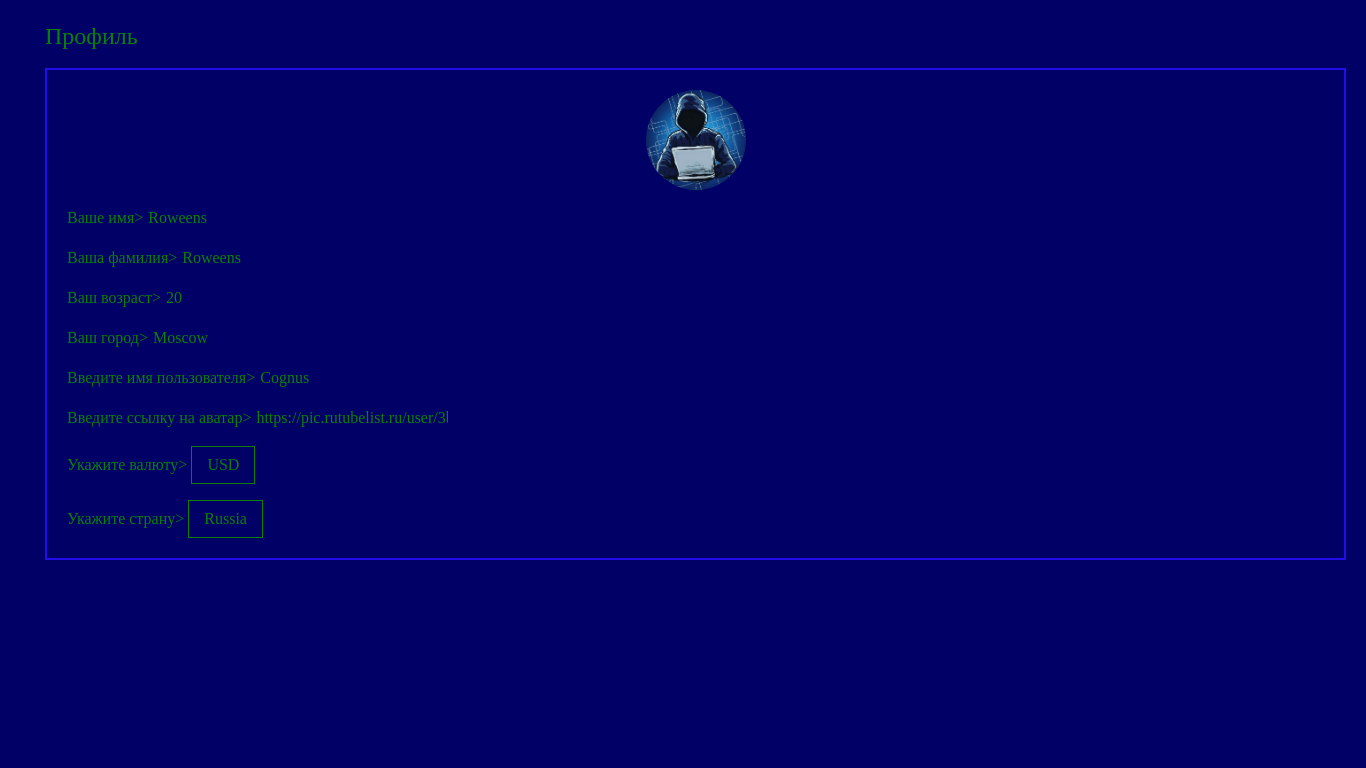 Профиль
Ваше имя> Roweens
Ваша фамилия> Roweens
Ваш возраст> 20
Ваш город> Moscow
Введите имя пользователя> Cognus
Введите ссылку на аватар> https://pic.rutubelist.ru/user/3
Укажите валюту> USD
Укажите страну> Russia